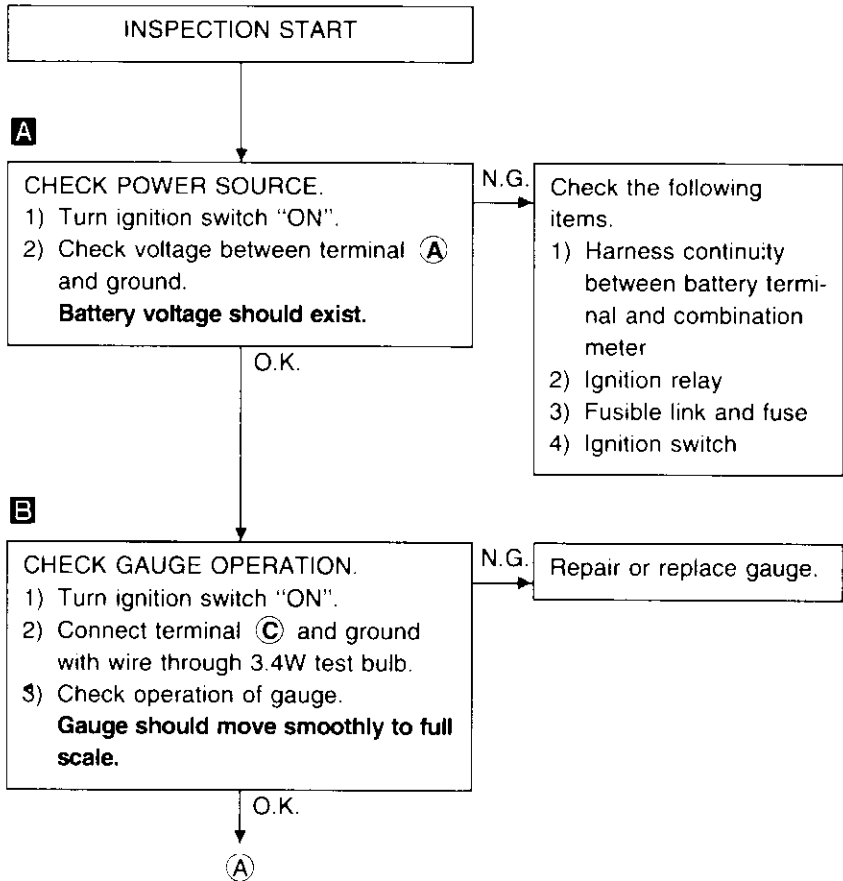 INSPECTION START
A
CHECK POWER SOURCE.
1) Turn ignition switch “ON”.
2) Check voltage between terminal Ⓐ
and ground.
Battery voltage should exist.
N.G.
Check the following
items.
1) Harness continuity
between battery termi-
nal and combination
meter
2) Ignition relay
3) Fusible link and fuse
4) Ignition switch
O.K.
B
CHECK GAUGE OPERATION.
1) Turn ignition switch “ON”.
2) Connect terminal Ⓒ and ground
with wire through 3.4W test bulb.
3) Check operation of gauge.
Gauge should move smoothly to full
scale.
N.G.
Repair or replace gauge.
O.K.
Ⓐ